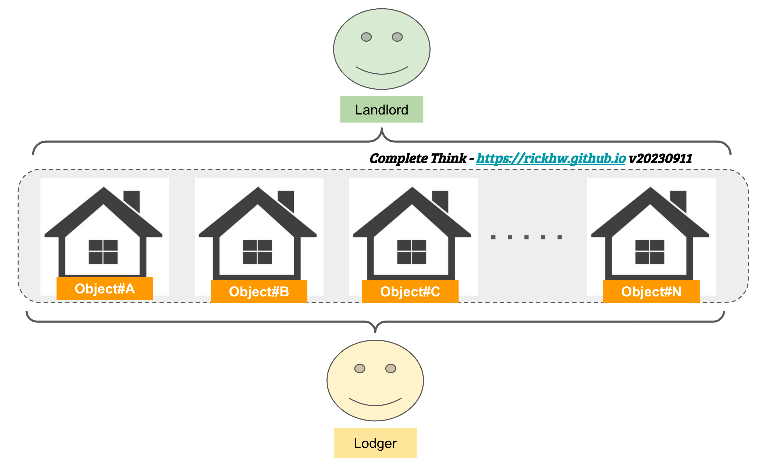 Landlord
Complete Think - https://rickhw.github.io v20230911
Object#A
Object#B
Object#C
Object#N
Lodger